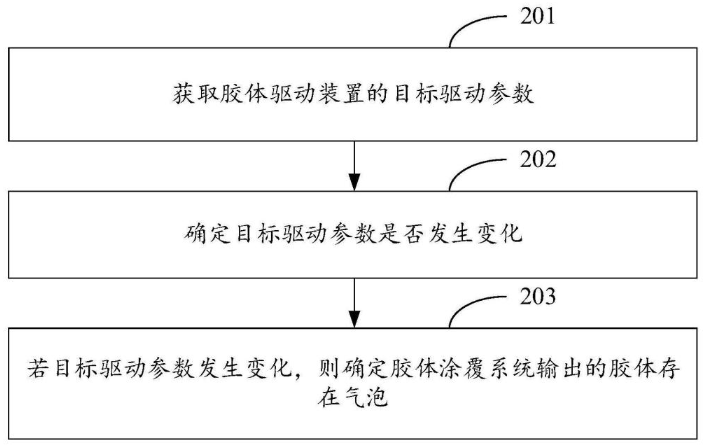 201
获取胶体驱动装置的目标驱动参数
202
确定目标驱动参数是否发生变化
203
若目标驱动参数发生变化，则确定胶体涂覆系统输出的胶体存
在气泡